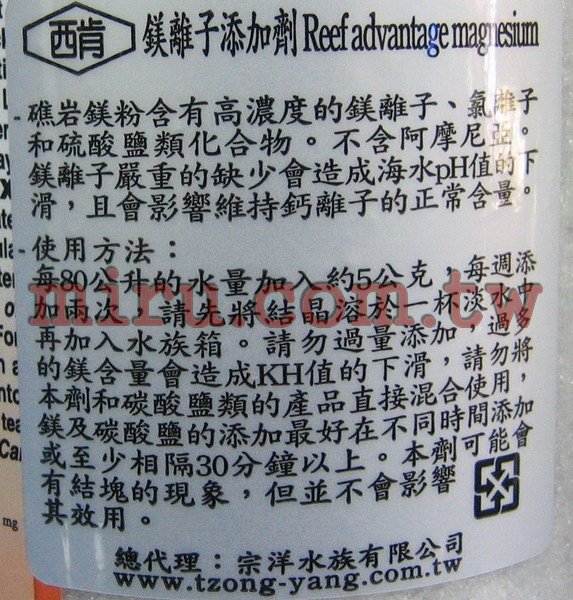 西肯 鎂離子添加劑 Reef advantage magnesium
-礁岩鎂粉含有高濃度的鎂離子、氯離子
和硫酸鹽類化合物。不含阿摩尼亞。
鎂離子嚴重的缺少會造成海水pH值的下
滑，且會影響維持鈣離子的正常含量。
-使用方法：
每80公升的水量加入約5公克，每週添
加兩次！請先將結晶溶於一杯淡水中
再加入水族箱。請勿過量添加，過多
的鎂含量會造成KH值的下滑，請勿將
本劑和碳酸鹽類的產品直接混合使用，
鎂及碳酸鹽的添加最好在不同時間添加
或至少相隔30分鐘以上。本劑可能會
有結塊的現象，但並不會影響
其效用。
總代理：宗洋水族有限公司
www.tzong-yang.com.tw
miru.com.tw
mg